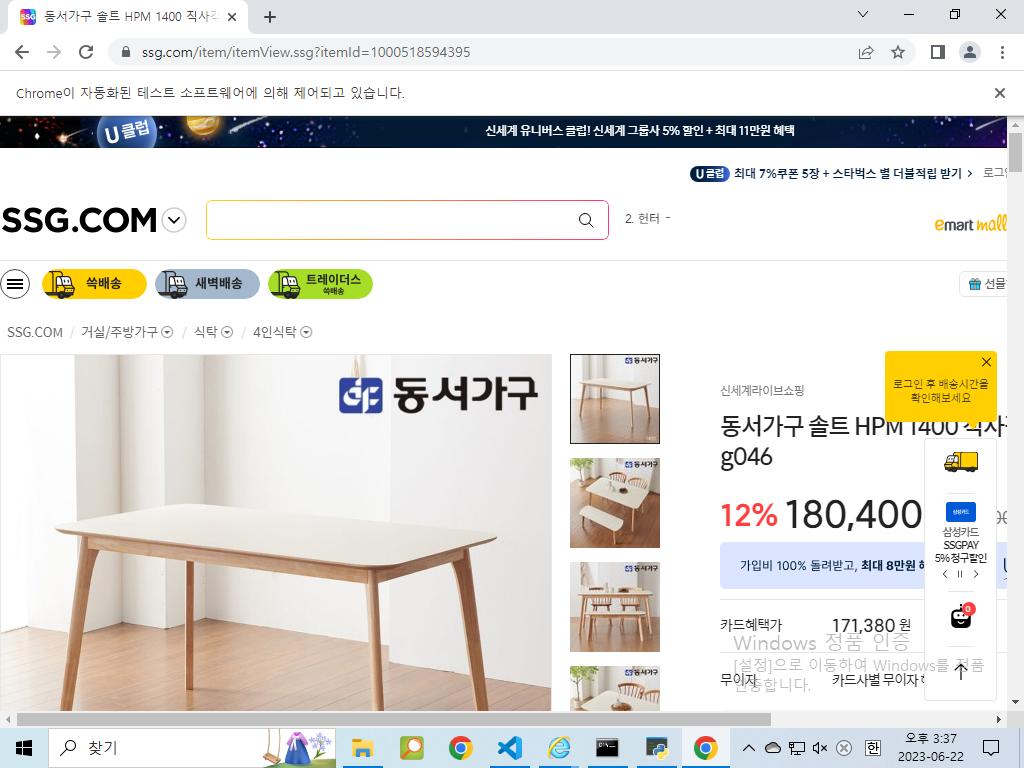 동서가구 솔트 HPM 1400 직사각
ssg.com/item/itemView.ssg?itemId=1000518594395
Chrome이 자동화된 테스트 소프트웨어에 의해 제어되고 있습니다.
U클럽
신세계 유니버스 클럽! 신세계 그룹사 5% 할인 + 최대 11만원 혜택
U클럽 최대 7%쿠폰 5장 + 스타벅스 별 더블적립 받기 > 로그인
SSG.COM
2. 헌터 -
emart mall
쓱배송
새벽배송
트레이더스
쓱배송
선물
SSG.COM / 거실/주방가구 / 식탁 / 4인식탁
동서가구
신세계라이브쇼핑
로그인 후 배송시간을
확인해보세요
동서가구 솔트 HPM 1400 직사각
g046
12% 180,400
가입비 100% 돌려받고, 최대 8만원 혜
삼성카드
삼성카드
SSGPAY
5% 청구할인
0
카드혜택가 171,380 원
무이자 카드사별 무이자
Windows 정품 인증
[설정]으로 이동하여 Windows를 정품
인증합니다.
찾기
한
오후 3:37
2023-06-22